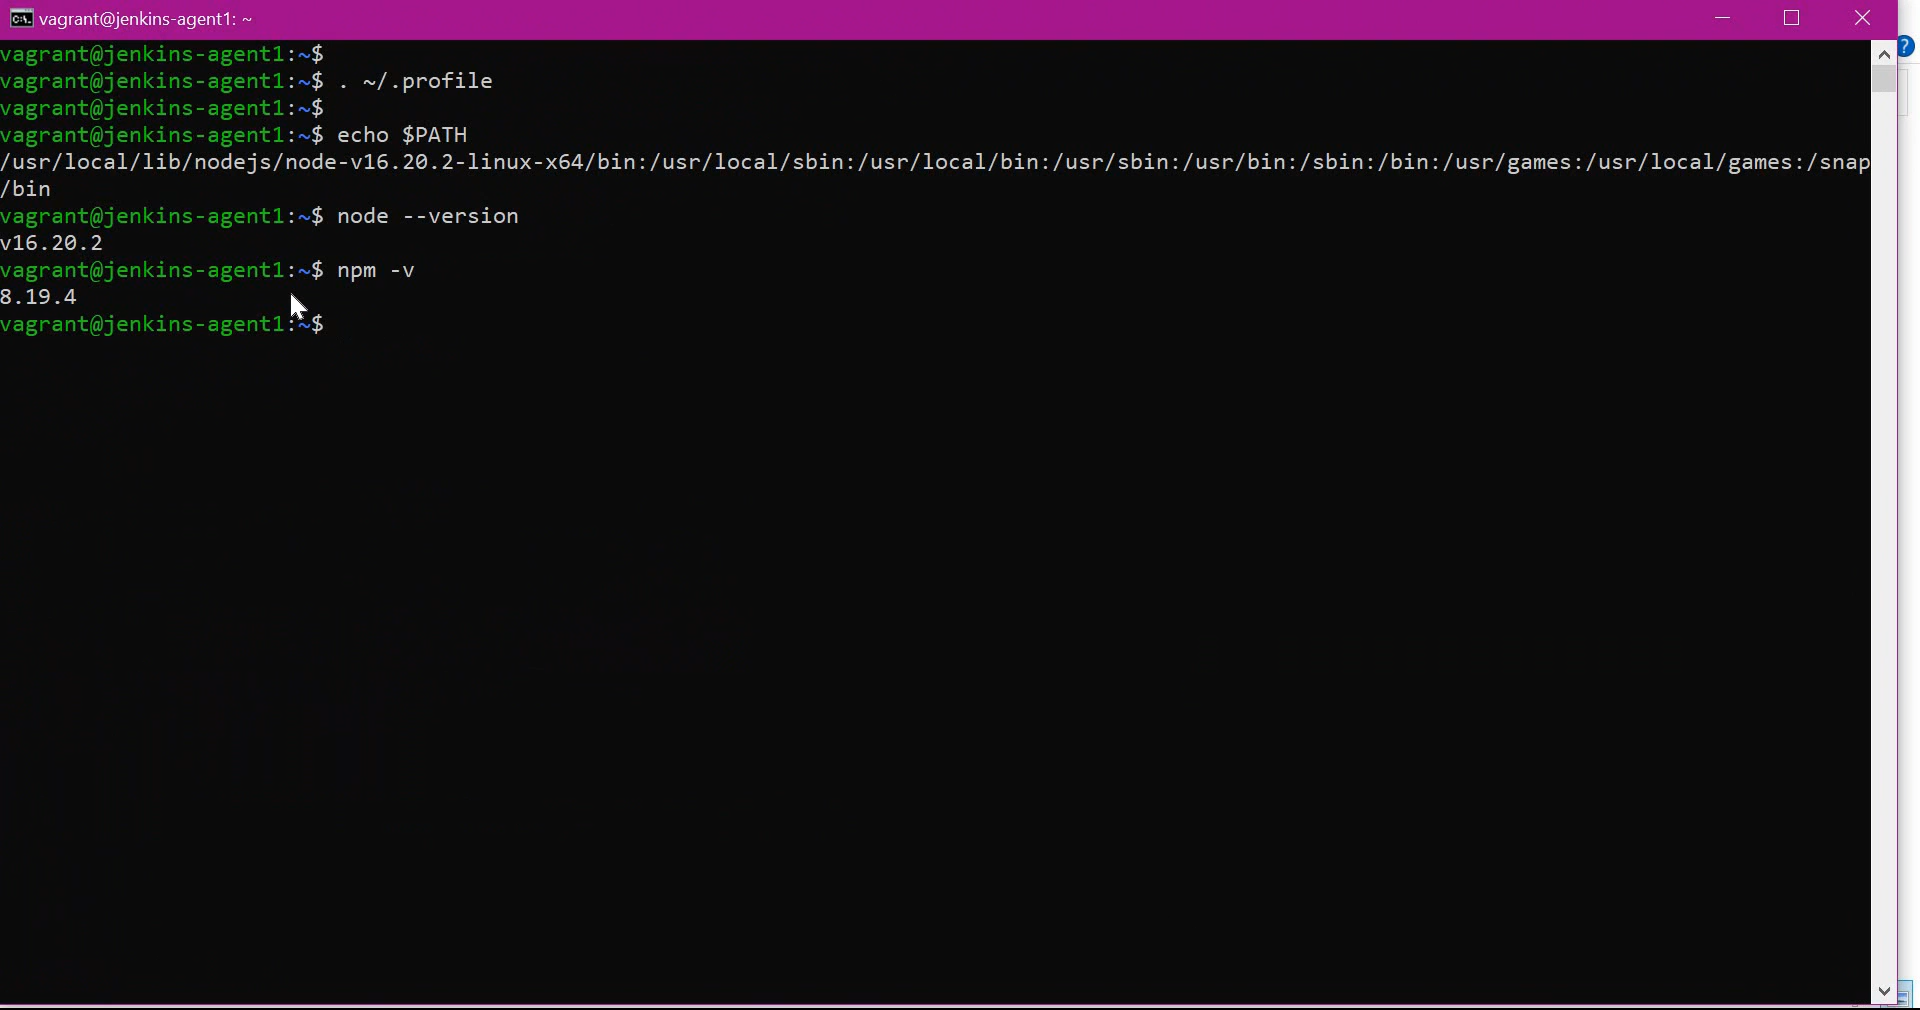 vagrant@jenkins-agent1: ~
vagrant@jenkins-agent1:~$
vagrant@jenkins-agent1:~$ . ~/.profile
vagrant@jenkins-agent1:~$
vagrant@jenkins-agent1:~$ echo $PATH
/usr/local/lib/nodejs/node-v16.20.2-linux-x64/bin:/usr/local/sbin:/usr/local/bin:/usr/sbin:/usr/bin:/sbin:/bin:/usr/games:/usr/local/games:/snap
/bin
vagrant@jenkins-agent1:~$ node --version
v16.20.2
vagrant@jenkins-agent1:~$ npm -v
8.19.4
vagrant@jenkins-agent1:~$